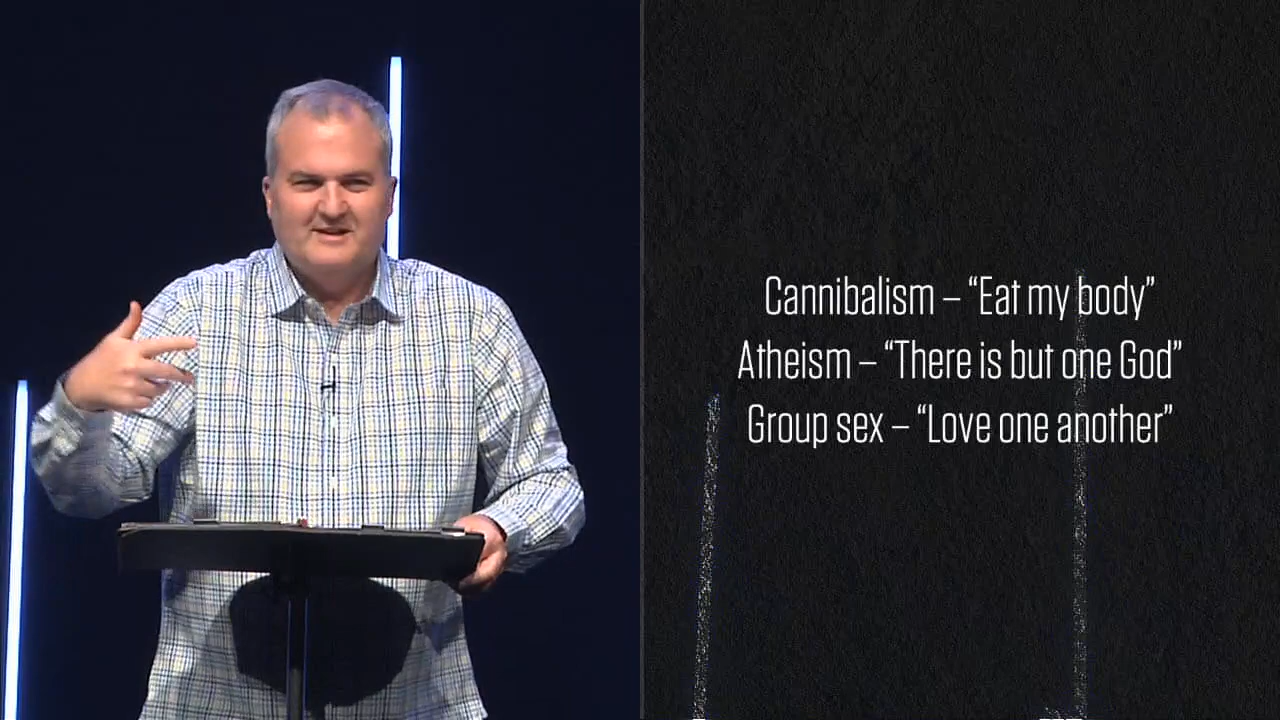 Cannibalism – “Eat my body”
Atheism – “There is but one God”
Group sex – “Love one another”